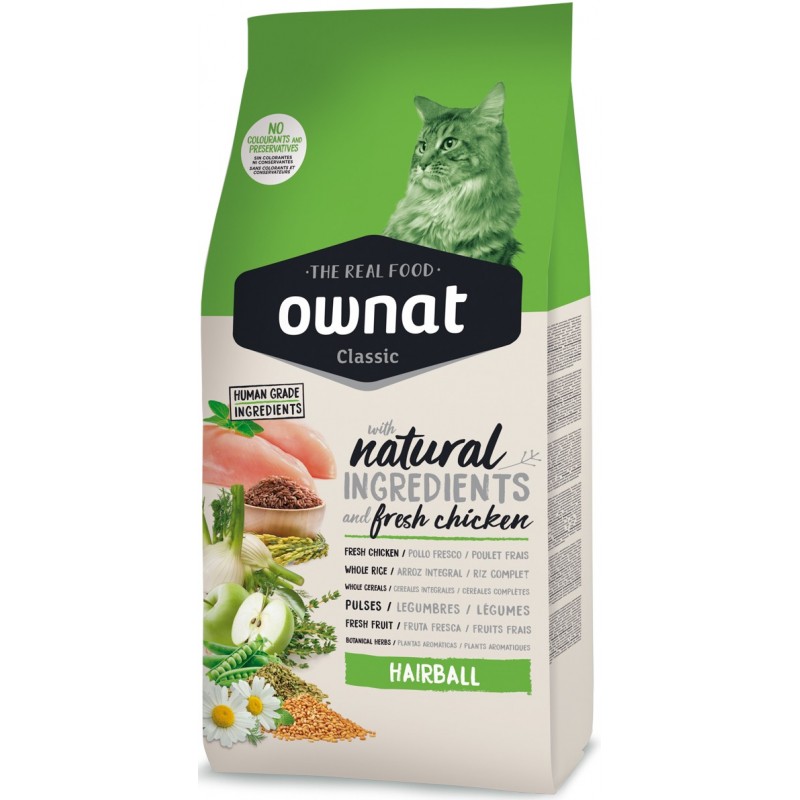 NO
COLOURANTS AND
PRESERVATIVES
SIN COLORANTES
NI CONSERVANTES
SANS COLORANTS ET
CONSERVATEURS
·THE REAL FOOD·
ownat
Classic
HUMAN GRADE
INGREDIENTS
with
natural
INGREDIENTS
and fresh chicken
FRESH CHICKEN / POLLO FRESCO / POULET FRAIS
WHOLE RICE / ARROZ INTEGRAL / RIZ COMPLET
WHOLE CEREALS / CEREALES INTEGRALES / CÉRÉALES COMPLÈTES
PULSES / LEGUMBRES / LÉGUMES
FRESH FRUIT / FRUTA FRESCA / FRUITS FRAIS
BOTANICAL HERBS / PLANTAS AROMÁTICAS / PLANTS AROMATIQUES
HAIRBALL